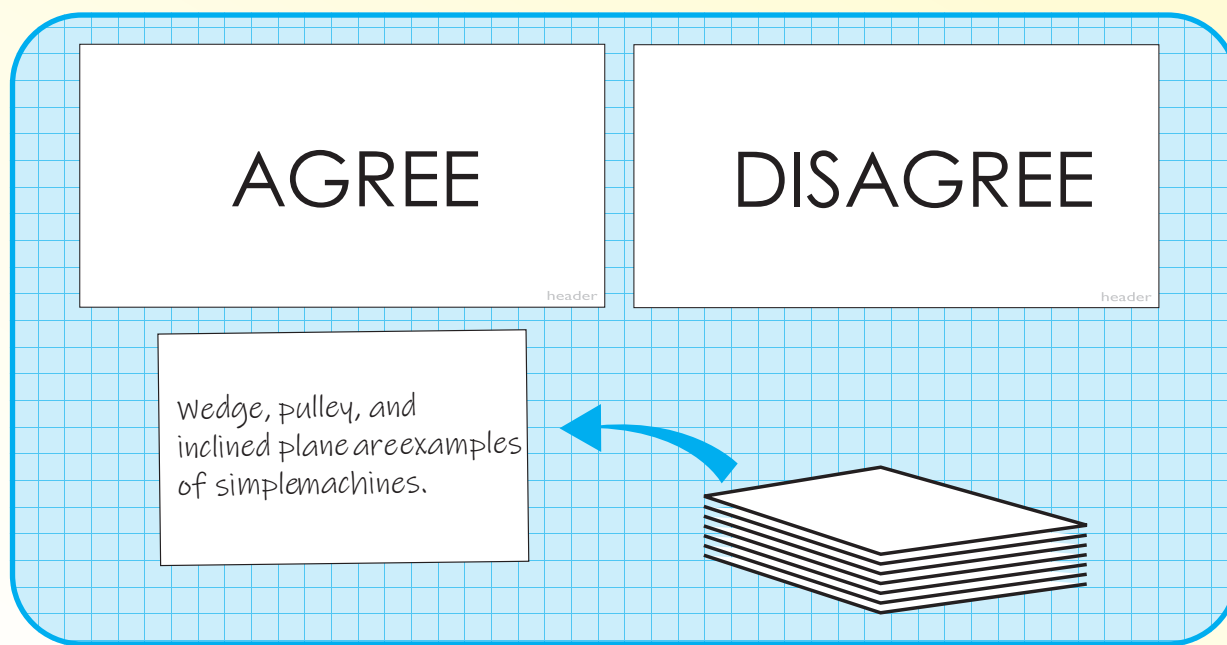 AGREE
header
DISAGREE
header
Wedge, pulley, and
inclined plane areexamples
of simplemachines.